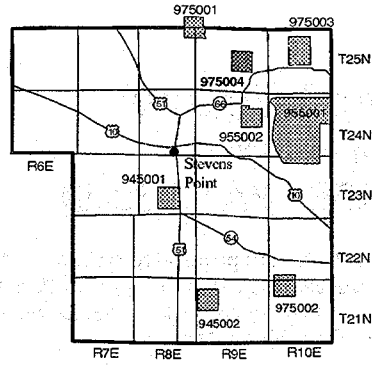 975001
975003
T25N
975004
51
66
955002
955001
T24N
10
Stevens
Point
R6E
945001
10
T23N
54
T22N
51
975002
945002
T21N
R7E
R8E
R9E
R10E